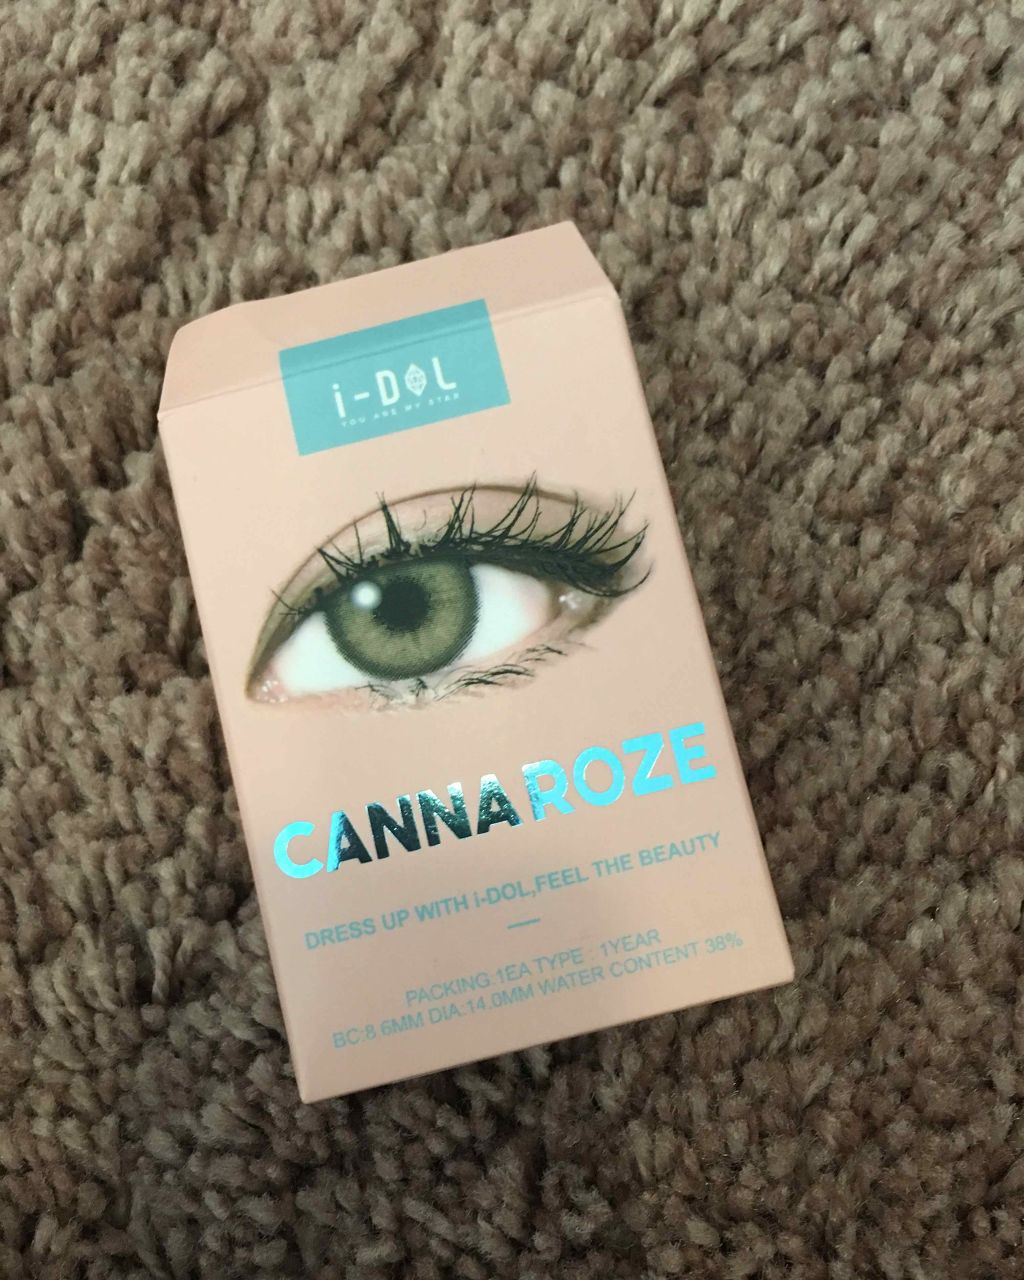 i-DOL
YOU ARE MY STAR
CANNA ROZE
DRESS UP WITH i-DOL,FEEL THE BEAUTY
PACKING:1EA TYPE : 1YEAR
BC:8.6MM DIA:14.0MM WATER CONTENT 38%